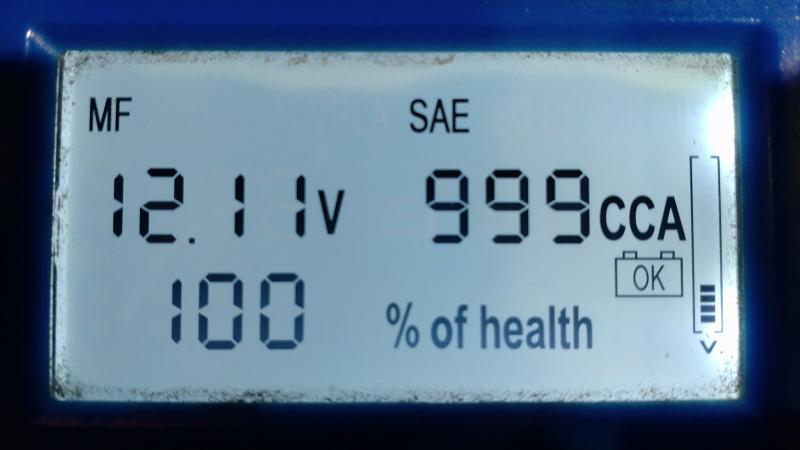 MF SAE
12.11V 999CCA
OK
100 % of health